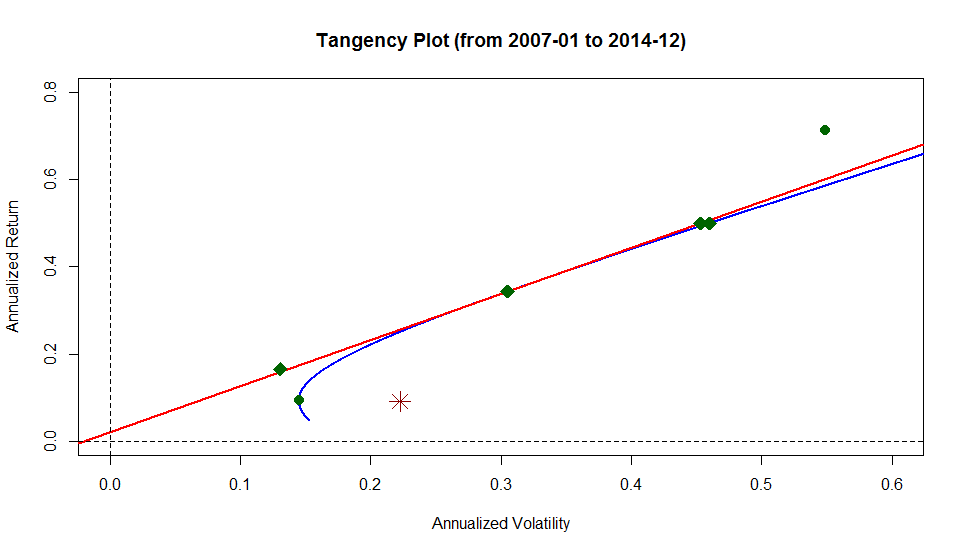 Tangency Plot (from 2007-01 to 2014-12)
Annualized Return
0.8
0.6
0.4
0.2
0.0
0.0 0.1 0.2 0.3 0.4 0.5 0.6
Annualized Volatility